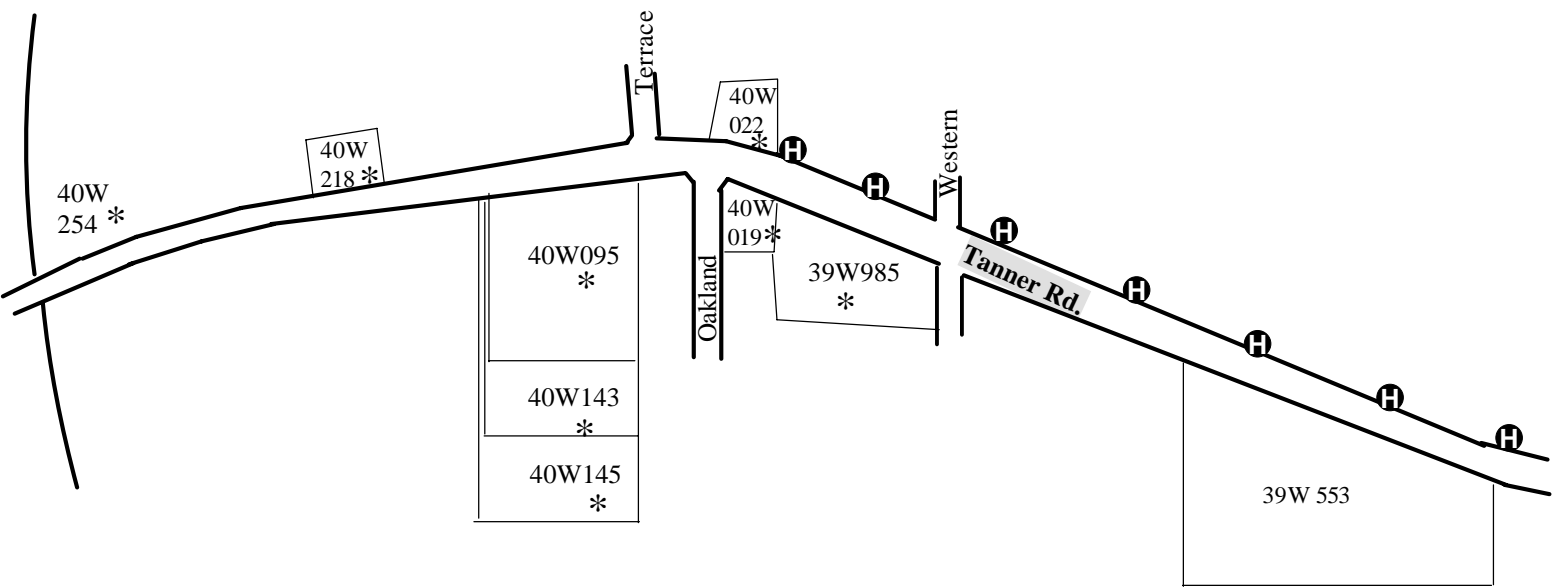 Terrace
40W
022
*
H
Western
40W
218 *
H
40W
254 *
40W
019 *
H
40W095
*
Oakland
39W985
*
Tanner Rd.
H
H
40W143
*
H
H
40W145
*
39W 553